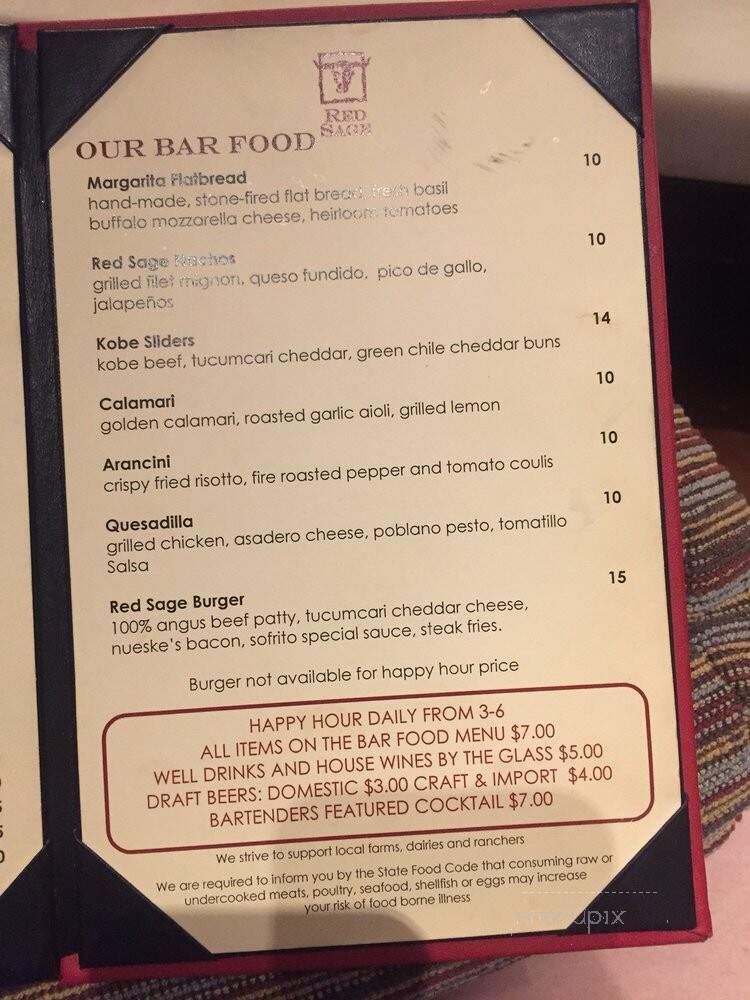 RED
SAGE
OUR BAR FOOD
Margarita Flatbread 10
hand-made, stone-fired flat bread, fresh basil
buffalo mozzarella cheese, heirloom tomatoes
Red Sage Nachos 10
grilled filet mignon, queso fundido, pico de gallo,
jalapeños
Kobe Sliders 14
kobe beef, tucumcari cheddar, green chile cheddar buns
Calamari 10
golden calamari, roasted garlic aioli, grilled lemon
Arancini 10
crispy fried risotto, fire roasted pepper and tomato coulis
Quesadilla 10
grilled chicken, asadero cheese, poblano pesto, tomatillo
Salsa
Red Sage Burger 15
100% angus beef patty, tucumcari cheddar cheese,
nueske's bacon, sofrito special sauce, steak fries.
Burger not available for happy hour price
HAPPY HOUR DAILY FROM 3-6
ALL ITEMS ON THE BAR FOOD MENU $7.00
WELL DRINKS AND HOUSE WINES BY THE GLASS $5.00
DRAFT BEERS: DOMESTIC $3.00 CRAFT & IMPORT $4.00
BARTENDERS FEATURED COCKTAIL $7.00
We strive to support local farms, dairies and ranchers
We are required to inform you by the State Food Code that consuming raw or
undercooked meats, poultry, seafood, shellfish or eggs may increase
your risk of food borne illness